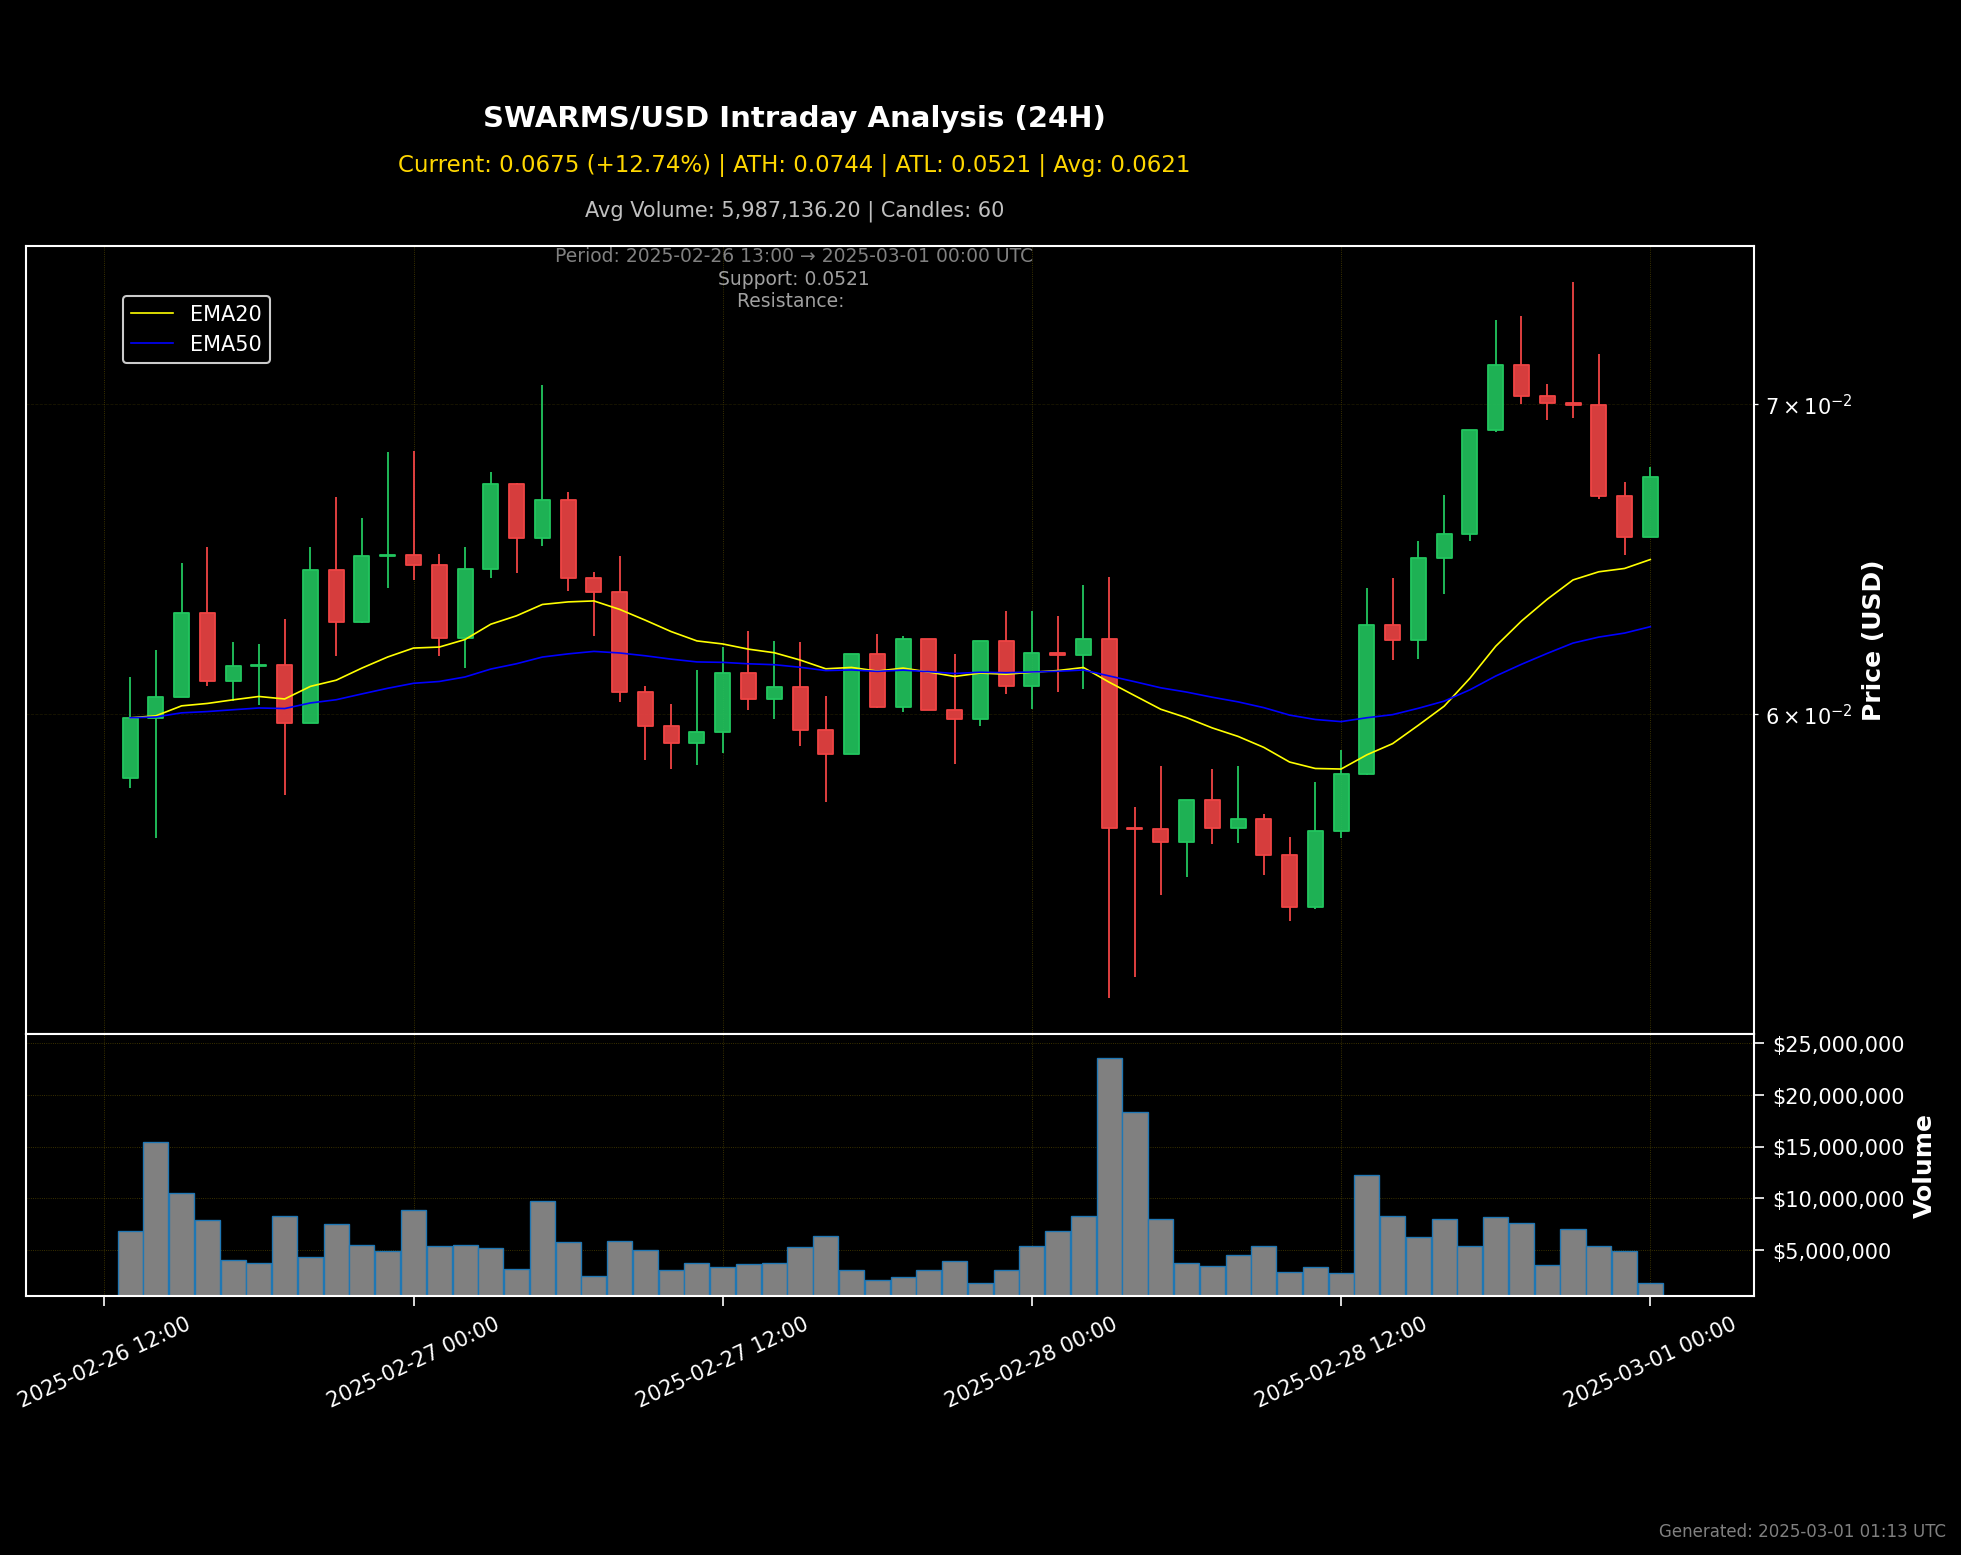 SWARMS/USD Intraday Analysis (24H)
Current: 0.0675 (+12.74%) | ATH: 0.0744 | ATL: 0.0521 | Avg: 0.0621
Avg Volume: 5,987,136.20 | Candles: 60
Period: 2025-02-26 13:00 → 2025-03-01 00:00 UTC
Support: 0.0521
Resistance:
EMA20
EMA50
7 × 10⁻²
6 × 10⁻²
Price (USD)
$25,000,000
$20,000,000
$15,000,000
$10,000,000
$5,000,000
Volume
2025-02-26 12:00
2025-02-27 00:00
2025-02-27 12:00
2025-02-28 00:00
2025-02-28 12:00
2025-03-01 00:00
Generated: 2025-03-01 01:13 UTC